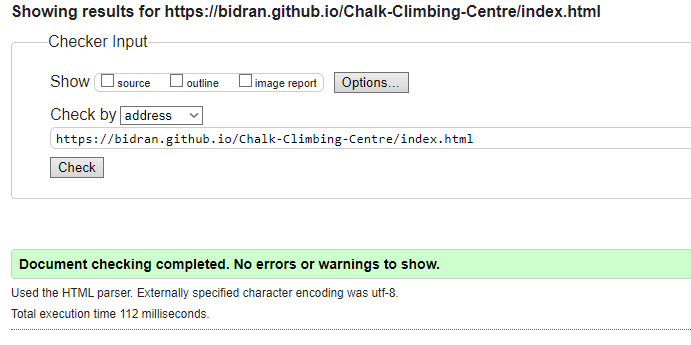 Showing results for https://bidran.github.io/Chalk-Climbing-Centre/index.html
Checker Input
Show source outline image report Options...
Check by address
https://bidran.github.io/Chalk-Climbing-Centre/index.html
Check
Document checking completed. No errors or warnings to show.
Used the HTML parser. Externally specified character encoding was utf-8.
Total execution time 112 milliseconds.